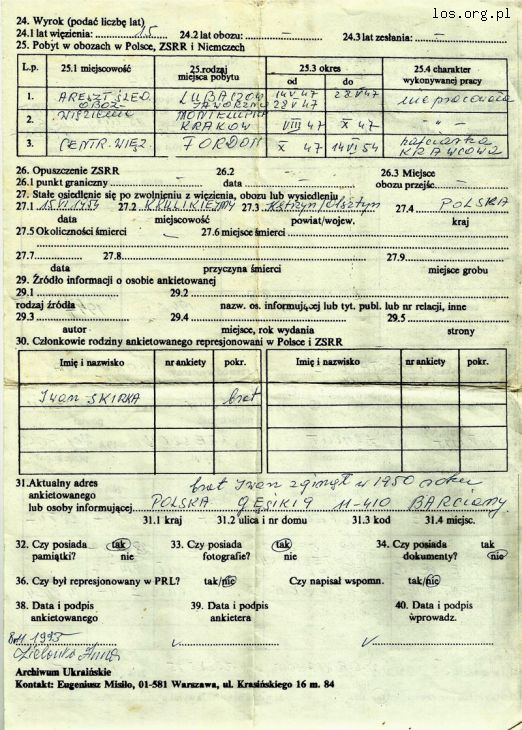 los.org.pl
24. Wyrok (podać liczbę lat)
24.1 lat więzienia: 15 24.2 lat obozu: – 24.3 lat zesłania: –
25. Pobyt w obozach w Polsce, ZSRR i Niemczech
L.p. 25.1 miejscowość 25.2 rodzaj miejsca pobytu 25.3 okres od do 25.4 charakter wykonywanej pracy
1. ARESZT ŚLED. OBÓZ LUBACZÓW JAWORZNO 14 V 47 28 V 47 28 V 47 nie pracowała
2. WIĘZIENIE MONTELUPICH KRAKÓW VIII 47 X 47 – " –
3. CENTR. WIĘZ. FORDON X 47 14 VI 54 KRAWCOWA
26. Opuszczenie ZSRR 26.2 26.3 Miejsce
26.1 punkt graniczny – data – obozu przejśc. –
27. Stałe osiedlenie się po zwolnieniu z więzienia, obozu lub wysiedleniu
27.1 15 VI 1954 27.2 27.3 Kętrzyn/Olsztyn 27.4 POLSKA
data miejscowość powiat/wojew. kraj
27.5 Okoliczności śmierci – 27.6 miejsce śmierci
27.7 27.8 27.9
data przyczyna śmierci miejsce grobu
29. Źródło informacji o osobie ankietowanej
29.1 29.2
rodzaj źródła nazw. os. informującej lub tyt. publ. lub nr relacji, inne
29.3 29.4 29.5
autor miejsce, rok wydania strony
30. Członkowie rodziny ankietowanego represjonowani w Polsce i ZSRR
Imię i nazwisko nr ankiety pokr. Imię i nazwisko nr ankiety pokr.
Iwan SKIRKA brat
31. Aktualny adres brat Iwan zginął w 1950 roku
ankietowanego
lub osoby informującej POLSKA GĘSIKI 9 11-410 BARCIANY
31.1 kraj 31.2 ulica i nr domu 31.3 kod 31.4 miejsc.
32. Czy posiada tak 33. Czy posiada tak 34. Czy posiada tak
pamiątki? nie fotografie? nie dokumenty? nie
36. Czy był represjonowany w PRL? tak/nie Czy napisał wspomn. tak/nie
38. Data i podpis 39. Data i podpis 40. Data i podpis
ankietowanego ankietera wprowadz.
1995 v v
Anna
Archiwum Ukraińskie
Kontakt: Eugeniusz Misiło, 01-581 Warszawa, ul. Krasińskiego 16 m. 84